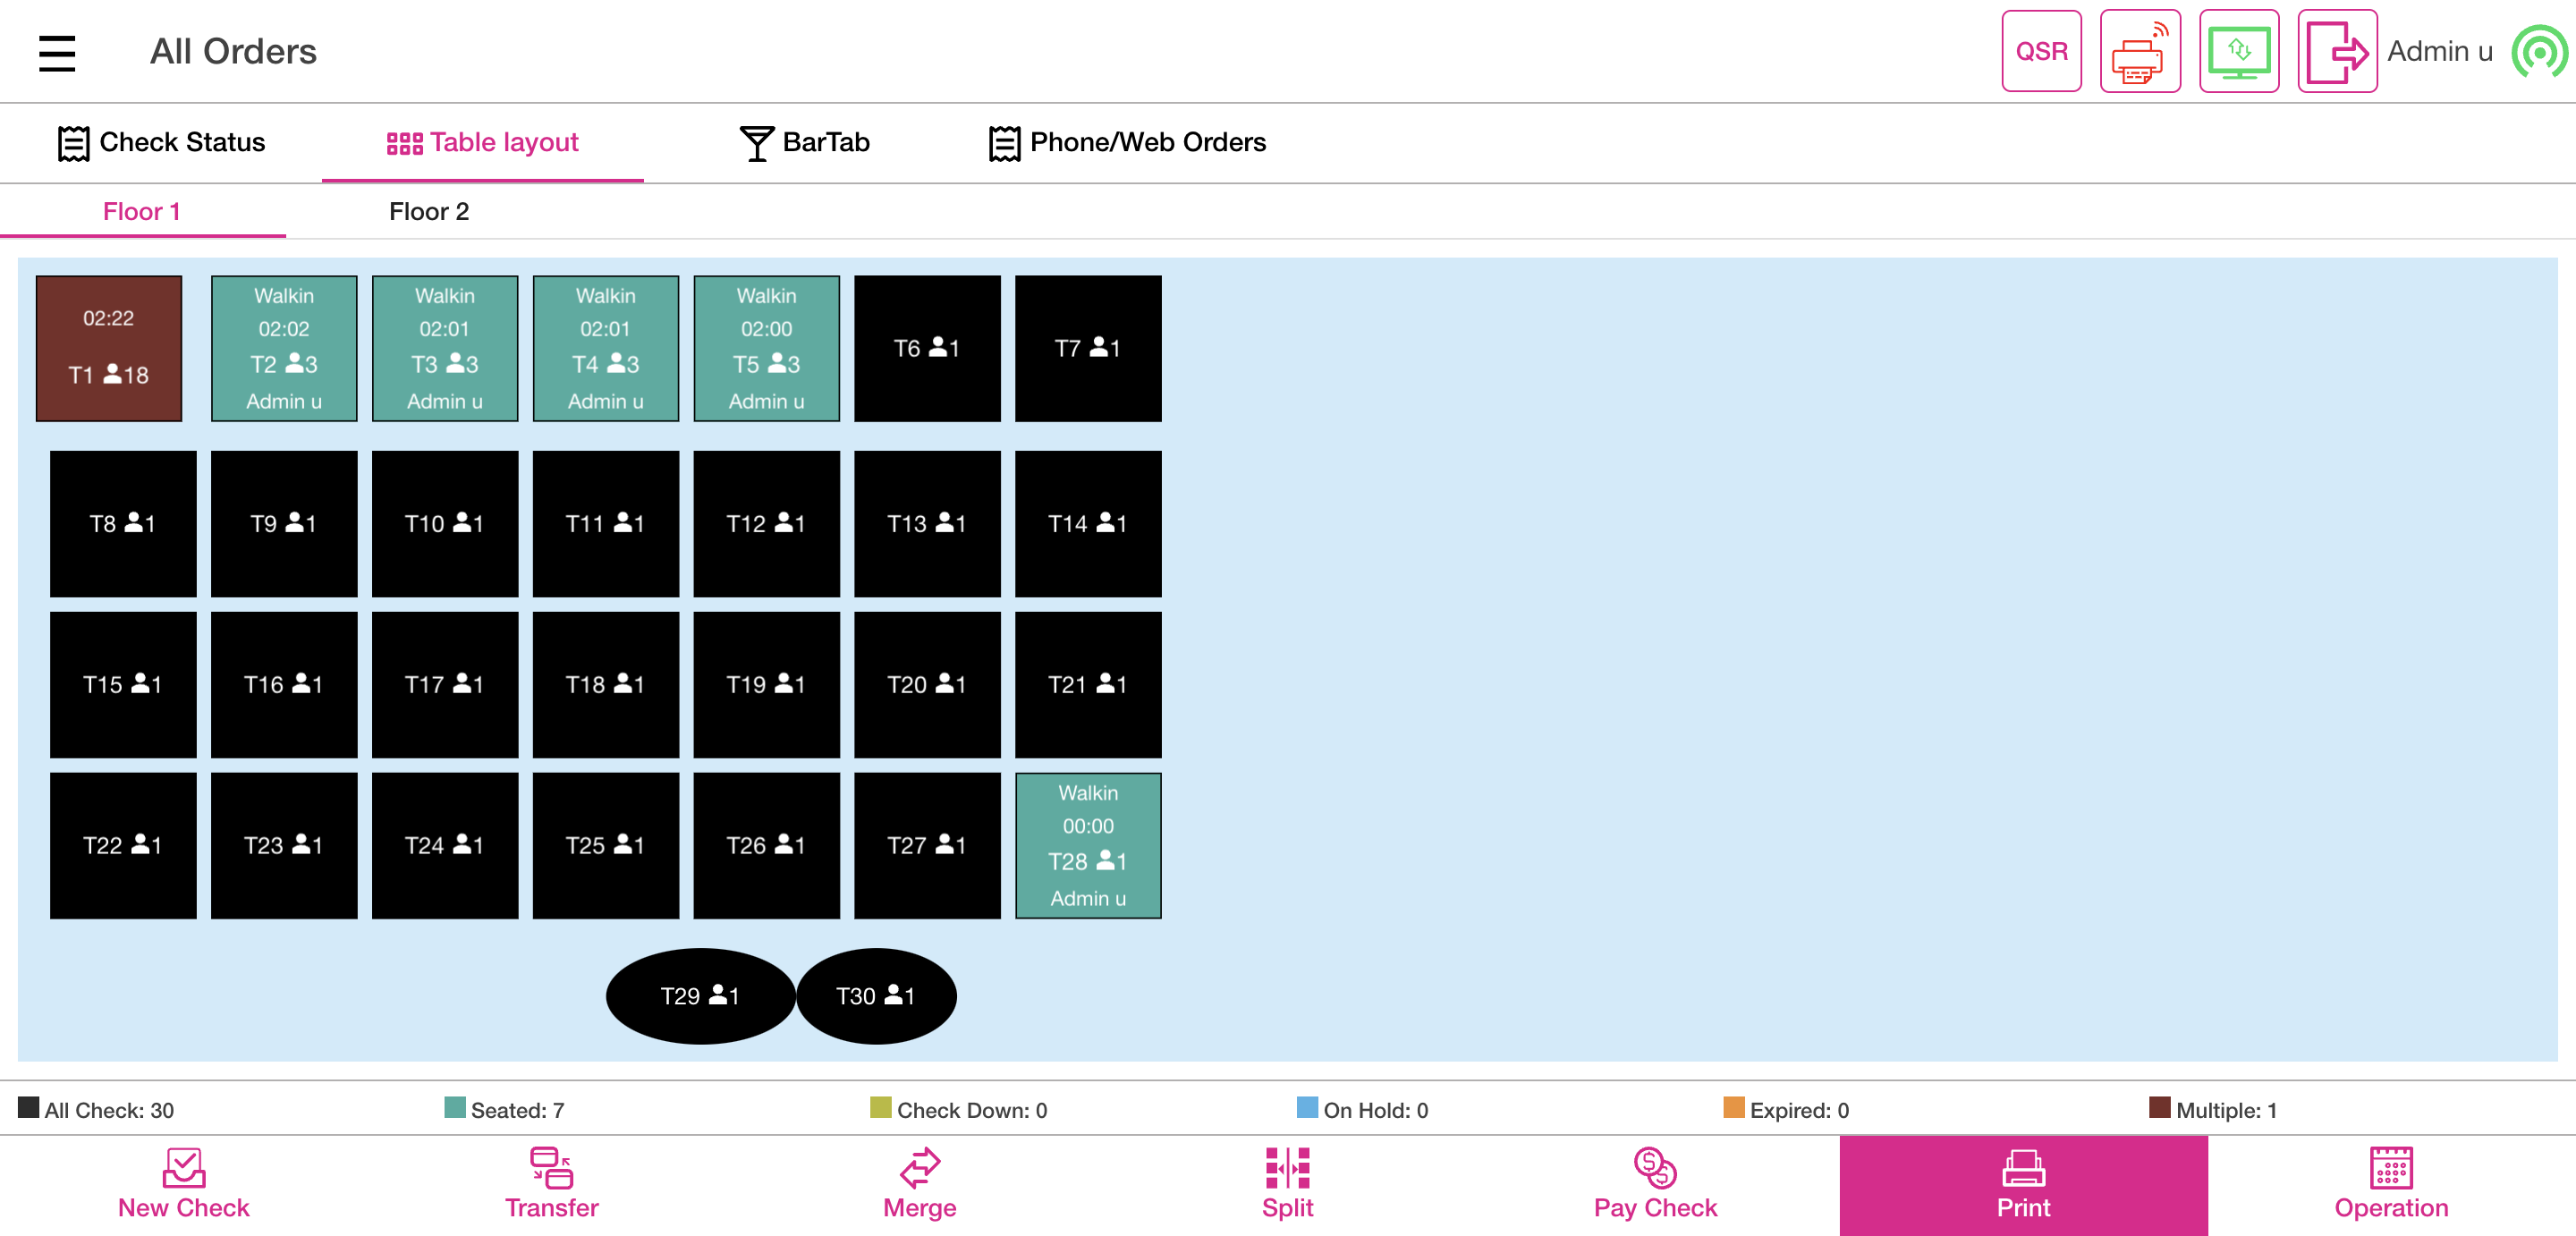 All Orders
QSR
Admin u
Check Status
Table layout
BarTab
Phone/Web Orders
Floor 1
Floor 2
02:22
T1 18
Walkin
02:02
T2 3
Admin u
Walkin
02:01
T3 3
Admin u
Walkin
02:01
T4 3
Admin u
Walkin
02:00
T5 3
Admin u
T6 1
T7 1
T8 1
T9 1
T10 1
T11 1
T12 1
T13 1
T14 1
T15 1
T16 1
T17 1
T18 1
T19 1
T20 1
T21 1
T22 1
T23 1
T24 1
T25 1
T26 1
T27 1
Walkin
00:00
T28 1
Admin u
T29 1
T30 1
All Check: 30
Seated: 7
Check Down: 0
On Hold: 0
Expired: 0
Multiple: 1
New Check
Transfer
Merge
Split
Pay Check
Print
Operation